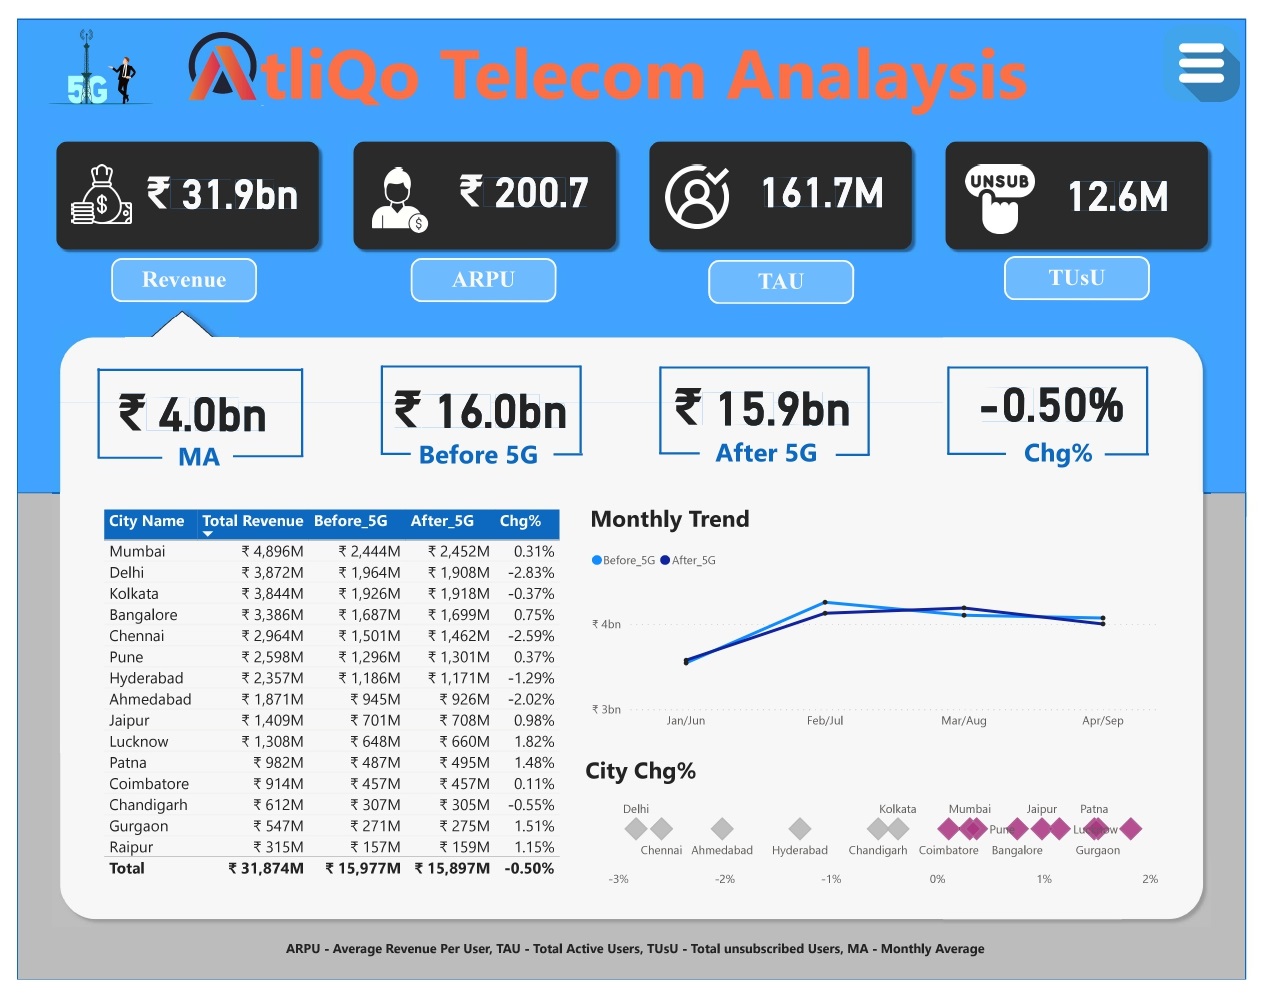 5G
AtliQo Telecom Analaysis
₹ 31.9bn
₹ 200.7
161.7M
UNSUB
12.6M
Revenue
ARPU
TAU
TUsU
₹ 4.0bn
MA
₹ 16.0bn
Before 5G
₹ 15.9bn
After 5G
-0.50%
Chg%
City Name Total Revenue Before_5G After_5G Chg%
Mumbai ₹ 4,896M ₹ 2,444M ₹ 2,452M 0.31%
Delhi ₹ 3,872M ₹ 1,964M ₹ 1,908M -2.83%
Kolkata ₹ 3,844M ₹ 1,926M ₹ 1,918M -0.37%
Bangalore ₹ 3,386M ₹ 1,687M ₹ 1,699M 0.75%
Chennai ₹ 2,964M ₹ 1,501M ₹ 1,462M -2.59%
Pune ₹ 2,598M ₹ 1,296M ₹ 1,301M 0.37%
Hyderabad ₹ 2,357M ₹ 1,186M ₹ 1,171M -1.29%
Ahmedabad ₹ 1,871M ₹ 945M ₹ 926M -2.02%
Jaipur ₹ 1,409M ₹ 701M ₹ 708M 0.98%
Lucknow ₹ 1,308M ₹ 648M ₹ 660M 1.82%
Patna ₹ 982M ₹ 487M ₹ 495M 1.48%
Coimbatore ₹ 914M ₹ 457M ₹ 457M 0.11%
Chandigarh ₹ 612M ₹ 307M ₹ 305M -0.55%
Gurgaon ₹ 547M ₹ 271M ₹ 275M 1.51%
Raipur ₹ 315M ₹ 157M ₹ 159M 1.15%
Total ₹ 31,874M ₹ 15,977M ₹ 15,897M -0.50%
Monthly Trend
Before_5G After_5G
₹ 4bn
₹ 3bn
Jan/Jun Feb/Jul Mar/Aug Apr/Sep
City Chg%
Delhi Kolkata Mumbai Jaipur Patna
Pune Lucknow
Chennai Ahmedabad Hyderabad Chandigarh Coimbatore Bangalore Gurgaon
-3% -2% -1% 0% 1% 2%
ARPU - Average Revenue Per User, TAU - Total Active Users, TUsU - Total unsubscribed Users, MA - Monthly Average